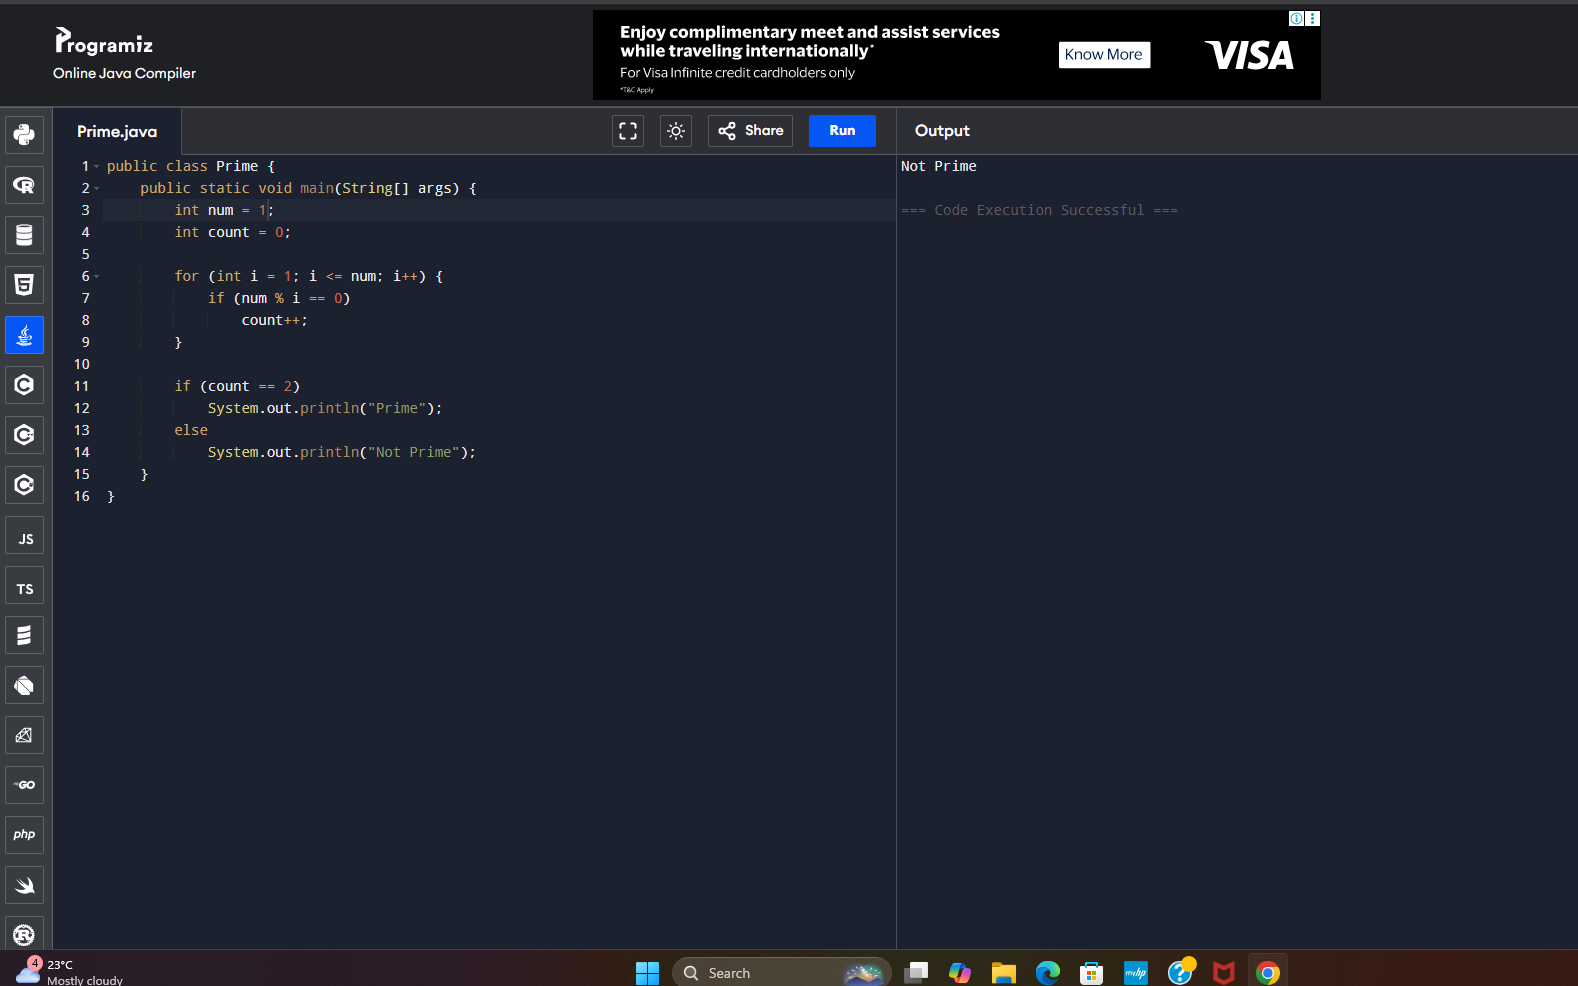 Programiz
Online Java Compiler
Enjoy complimentary meet and assist services
while traveling internationally*
For Visa Infinite credit cardholders only
*T&C Apply
Know More
VISA
Prime.java
Share
Run
Output
1 public class Prime {
2     public static void main(String[] args) {
3         int num = 1;
4         int count = 0;
5
6         for (int i = 1; i <= num; i++) {
7             if (num % i == 0)
8                 count++;
9         }
10
11         if (count == 2)
12             System.out.println("Prime");
13         else
14             System.out.println("Not Prime");
15     }
16 }
Not Prime
=== Code Execution Successful ===
R
5
C
C
C
JS
TS
GO
php
R
4
23°C
Mostly cloudy
Search
myhp
?